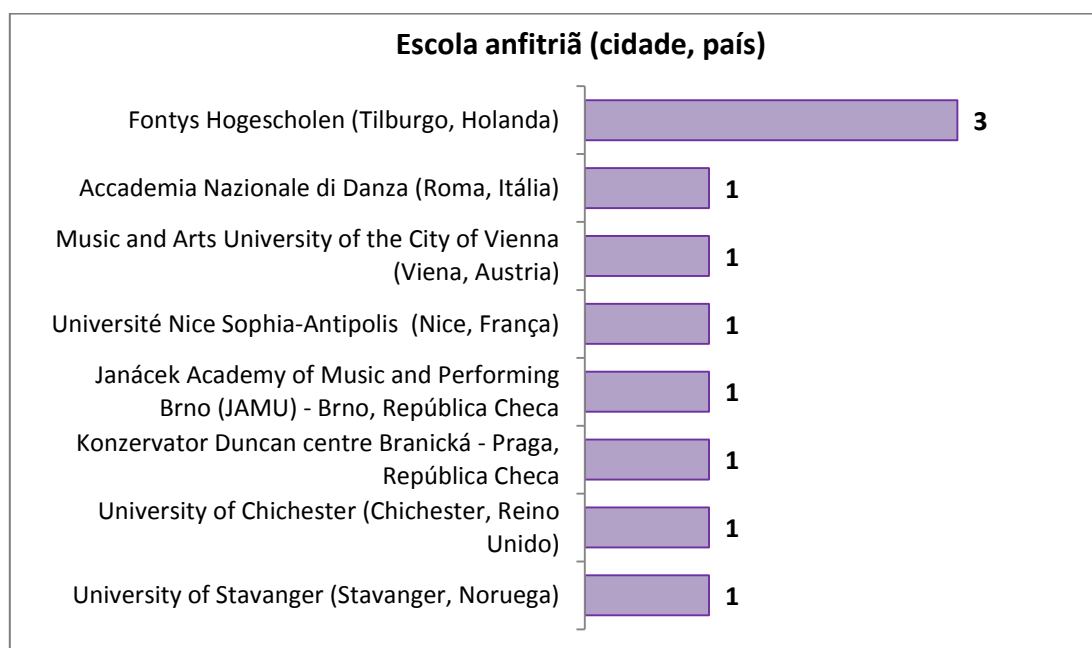 Escola anfitriã (cidade, país)
Fontys Hogescholen (Tilburgo, Holanda)
3
Accademia Nazionale di Danza (Roma, Itália)
1
Music and Arts University of the City of Vienna
(Viena, Austria)
1
Université Nice Sophia-Antipolis (Nice, França)
1
Janácek Academy of Music and Performing
Brno (JAMU) - Brno, República Checa
1
Konzervator Duncan centre Branická - Praga,
República Checa
1
University of Chichester (Chichester, Reino
Unido)
1
University of Stavanger (Stavanger, Noruega)
1